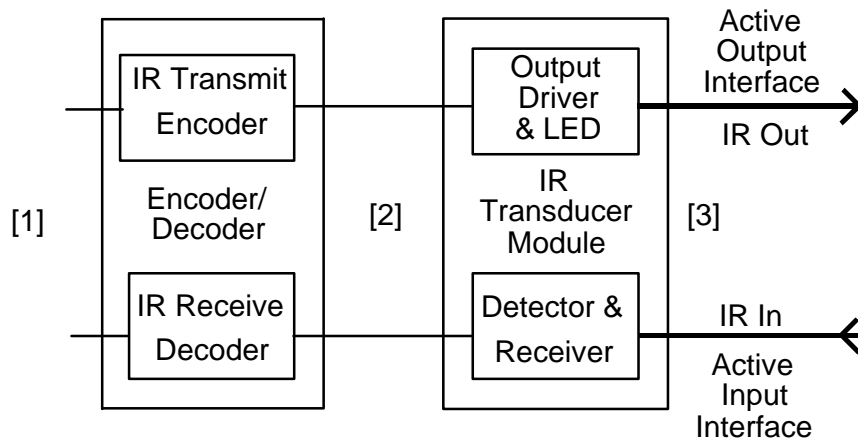 IR Transmit
Encoder
Encoder/
Decoder
IR Receive
Decoder
[1]
[2]
Output
Driver
& LED
IR
Transducer
Module
Detector &
Receiver
[3]
Active
Output
Interface
IR Out
IR In
Active
Input
Interface